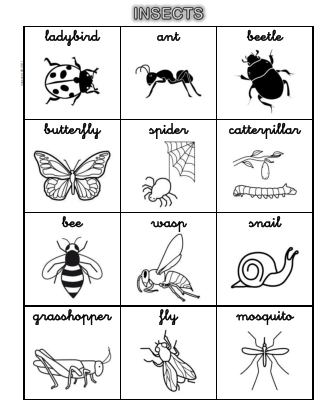 INSECTS
ladybird
ant
beetle
butterfly
spider
catterpillar
bee
wasp
snail
grasshopper
fly
mosquito